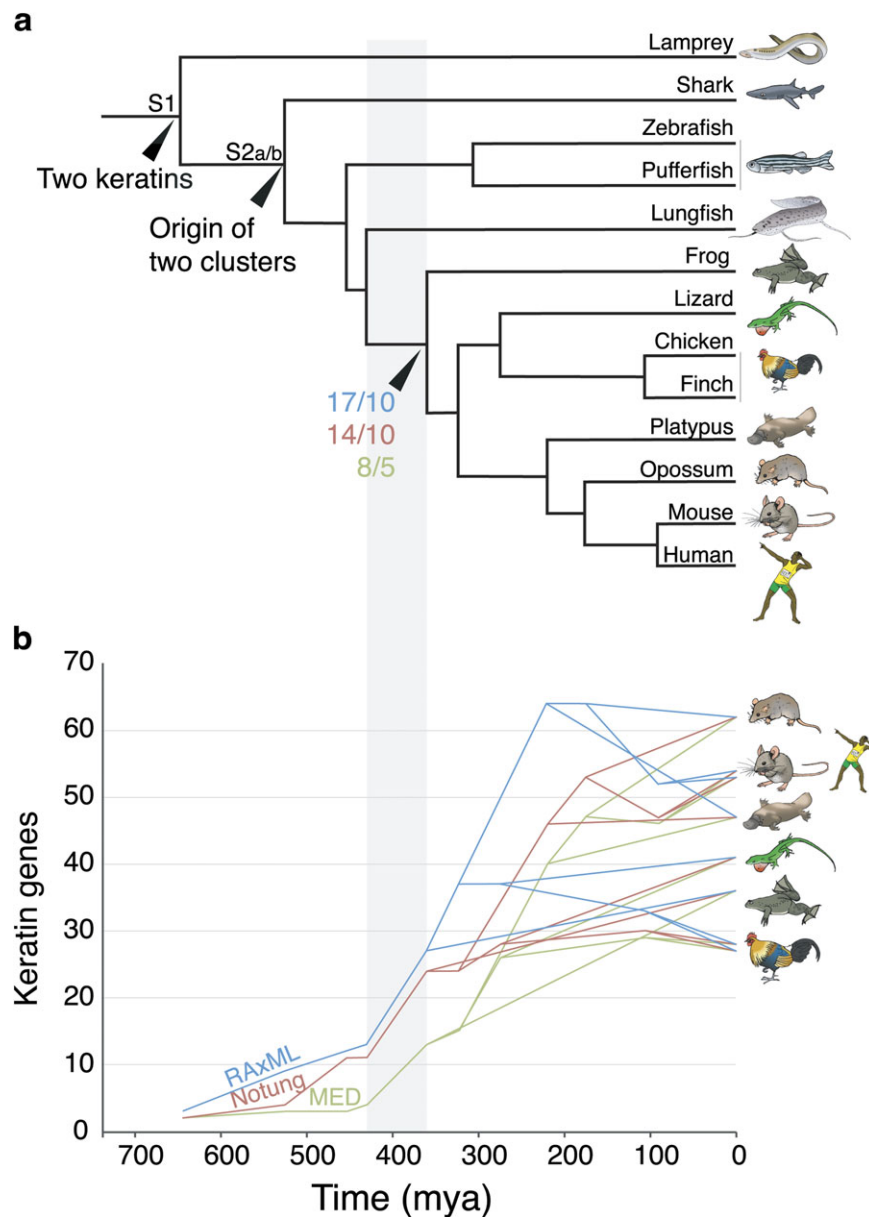 a
Lamprey
S1
Shark
Zebrafish
S2a/b
Two keratins
Pufferfish
Origin of
two clusters
Lungfish
Frog
Lizard
Chicken
17/10
Finch
14/10
Platypus
8/5
Opossum
Mouse
Human
b
70
60
50
40
30
20
10
0
Keratin genes
RAxML
Notung
MED
700 600 500 400 300 200 100 0
Time (mya)